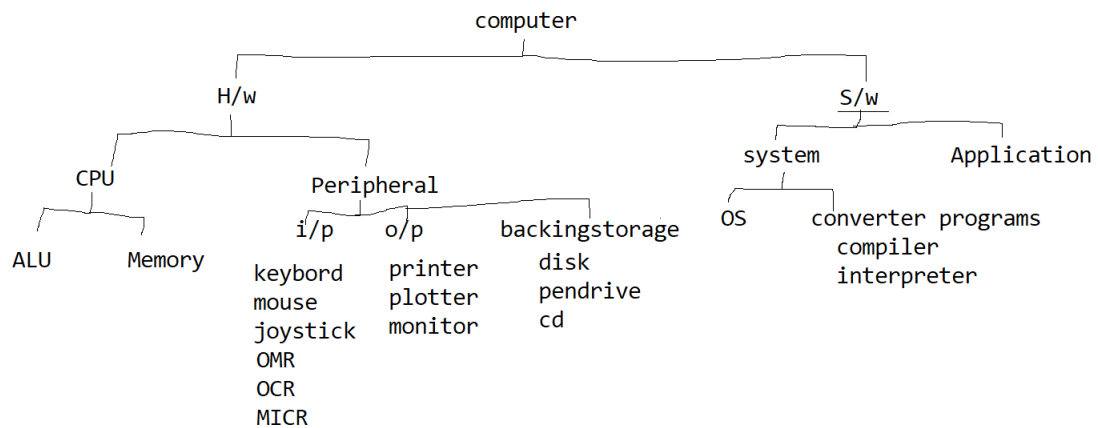 computer
H/w
S/w
system
Application
CPU
Peripheral
OS
converter programs
compiler
interpreter
i/p
o/p
backingstorage
ALU
Memory
keybord
mouse
joystick
OMR
OCR
MICR
printer
plotter
monitor
disk
pendrive
cd